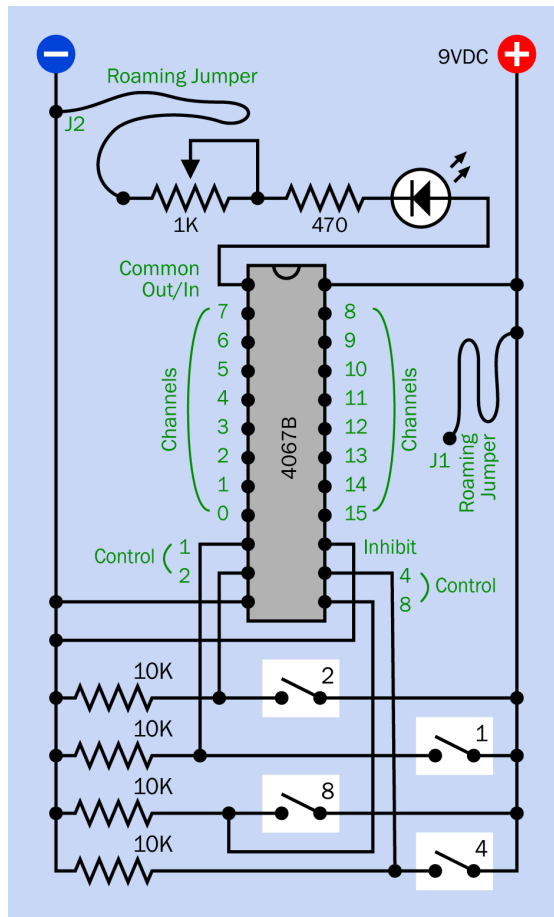 −
9VDC +
Roaming Jumper
J2
1K
470
Common
Out/In
7
6
5
4
3
2
1
0
Channels
4067B
8
9
10
11
12
13
14
15
Channels
J1
Roaming
Jumper
Control
1
2
Inhibit
4
8
Control
10K
2
10K
1
10K
8
10K
4